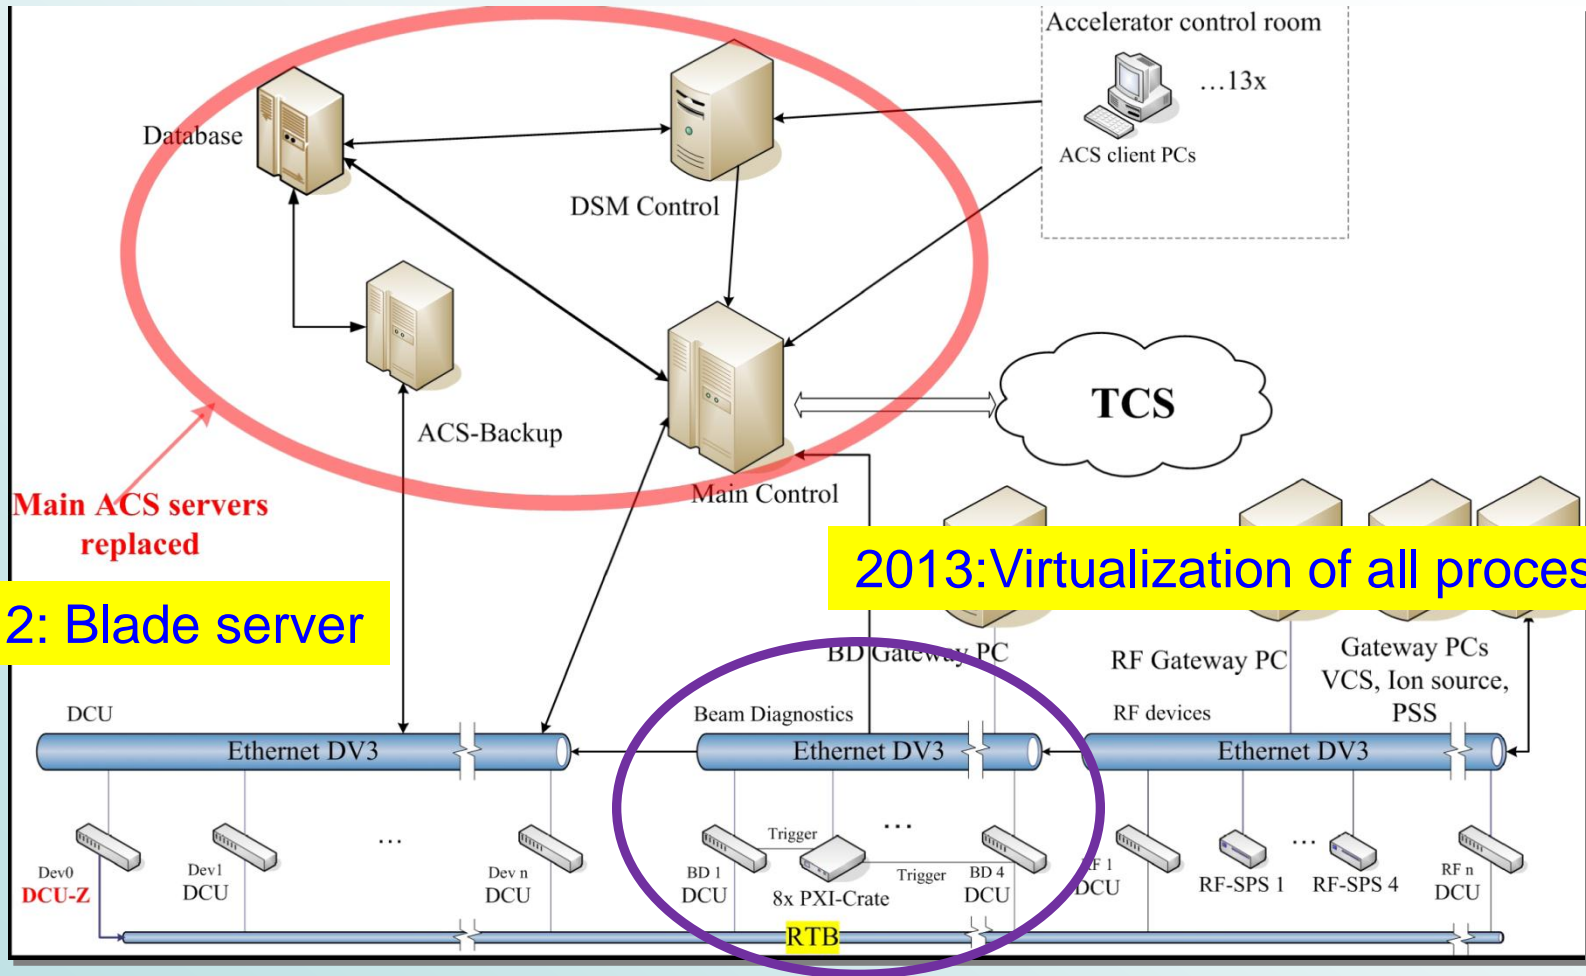 Accelerator control room
...13x
ACS client PCs
Database
DSM Control
TCS
ACS-Backup
Main Control
Main ACS servers
replaced
2013:Virtualization of all
2: Blade server
BD Gateway PC
RF Gateway PC
Gateway PCs
VCS, Ion source,
PSS
DCU
Beam Diagnostics
RF devices
Ethernet DV3
Ethernet DV3
Ethernet DV3
Dev0
DCU-Z
Dev1
DCU
...
Dev n
DCU
BD 1
DCU
Trigger
8x PXI-Crate
...
Trigger
BD 4
DCU
RF 1
DCU
RF-SPS 1
...
RF-SPS 4
RF n
DCU
RTB